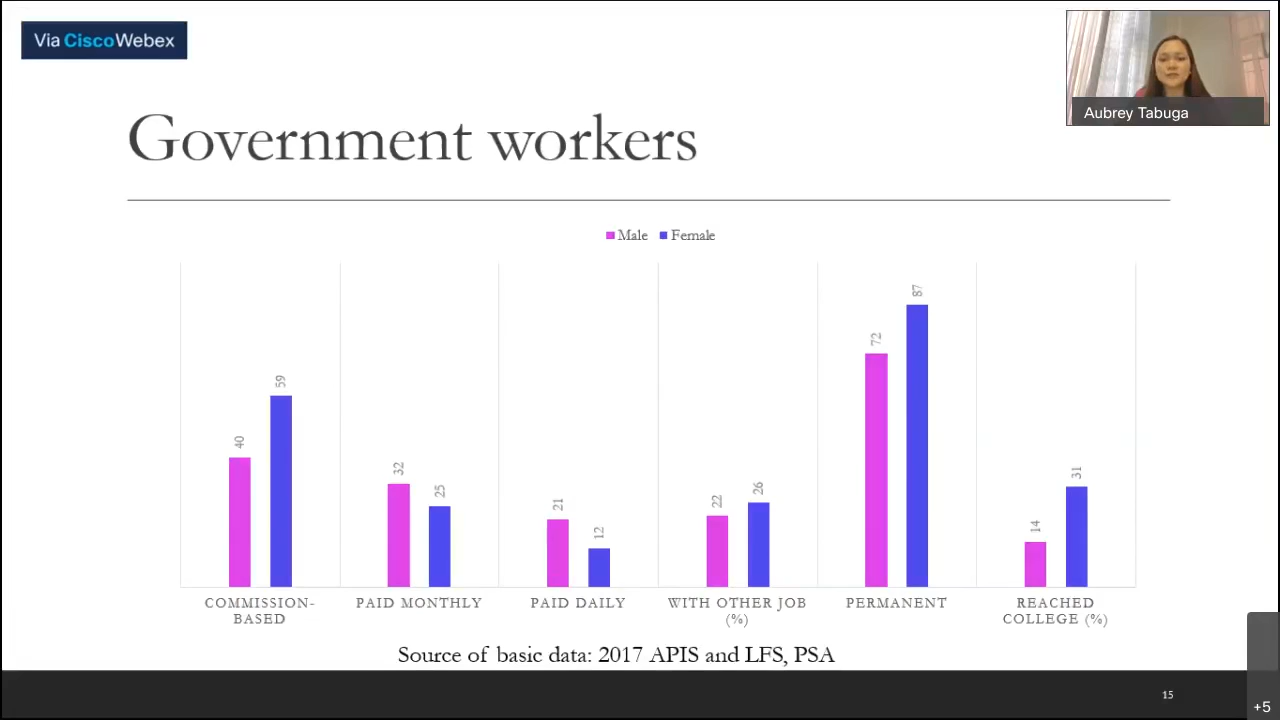 Via CiscoWebex
Aubrey Tabuga
Government workers
Male Female
40
59
32
25
21
12
22
26
72
87
14
31
COMMISSION-
BASED
PAID MONTHLY
PAID DAILY
WITH OTHER JOB
(%)
PERMANENT
REACHED
COLLEGE (%)
Source of basic data: 2017 APIS and LFS, PSA
15
+5